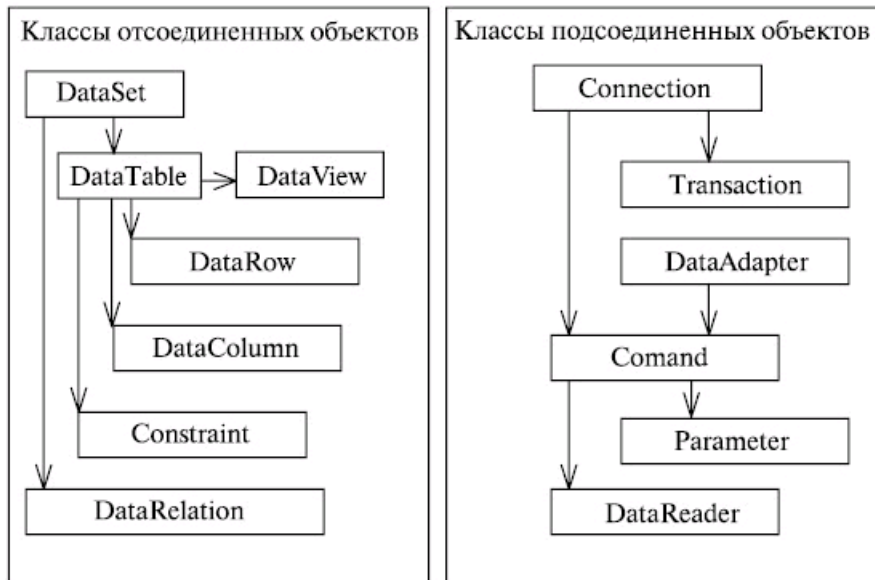 Классы отсоединенных объектов
DataSet
DataTable
DataView
DataRow
DataColumn
Constraint
DataRelation
Классы подсоединенных объектов
Connection
Transaction
DataAdapter
Comand
Parameter
DataReader